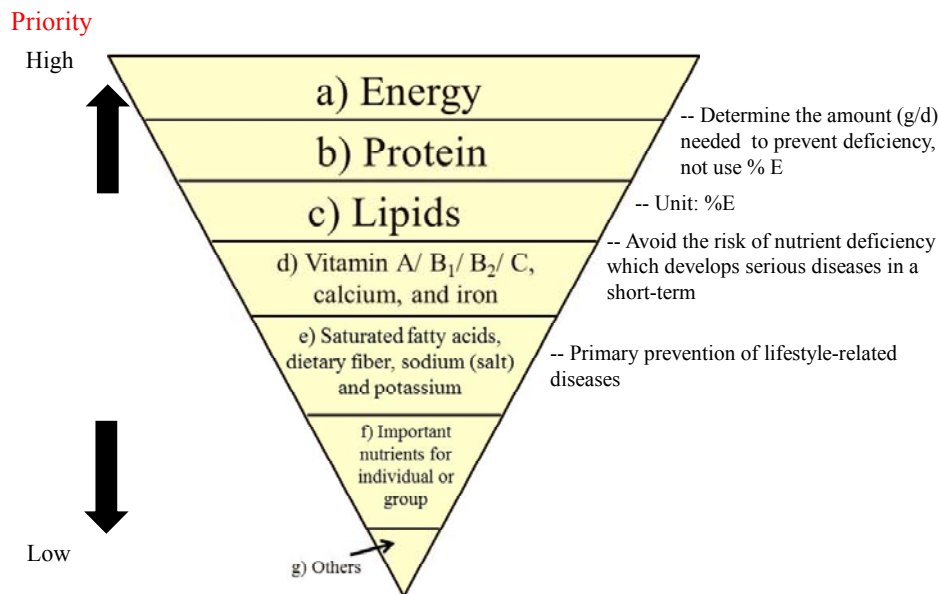 Priority
High
a) Energy
-- Determine the amount (g/d)
needed to prevent deficiency,
not use % E
b) Protein
c) Lipids
-- Unit: %E
d) Vitamin A/ B₁/ B₂/ C,
calcium, and iron
-- Avoid the risk of nutrient deficiency
which develops serious diseases in a
short-term
e) Saturated fatty acids,
dietary fiber, sodium (salt)
and potassium
-- Primary prevention of lifestyle-related
diseases
f) Important
nutrients for
individual or
group
Low
g) Others